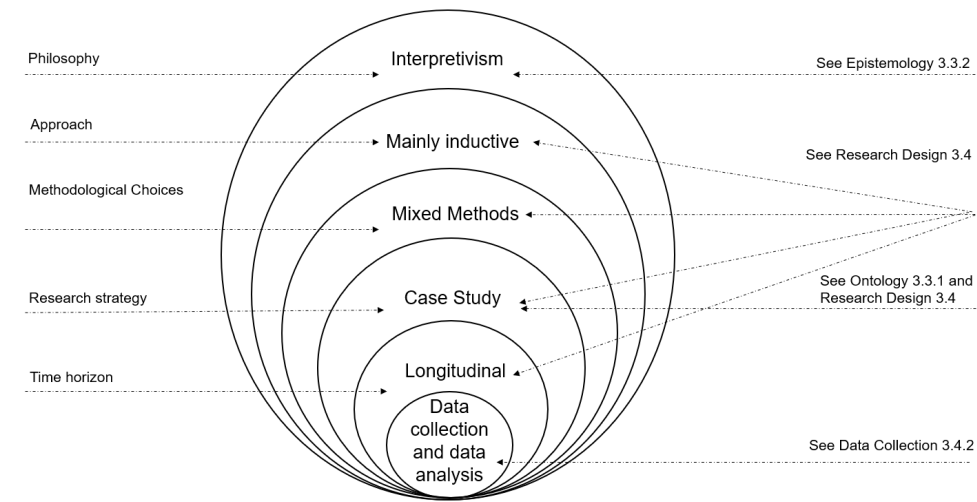 Philosophy
Interpretivism
See Epistemology 3.3.2
Approach
Mainly inductive
See Research Design 3.4
Methodological Choices
Mixed Methods
Research strategy
Case Study
See Ontology 3.3.1 and
Research Design 3.4
Time horizon
Longitudinal
Data
collection
and data
analysis
See Data Collection 3.4.2